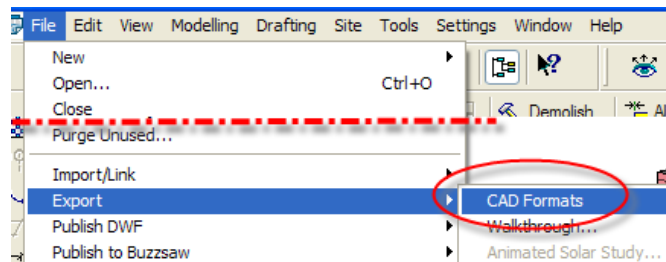 File Edit View Modelling Drafting Site Tools Settings Window Help
New
Open... Ctrl+O
Close
Demolish
Purge Unused...
Import/Link
Export CAD Formats
Publish DWF Walkthrough...
Publish to Buzzsaw Animated Solar Study...